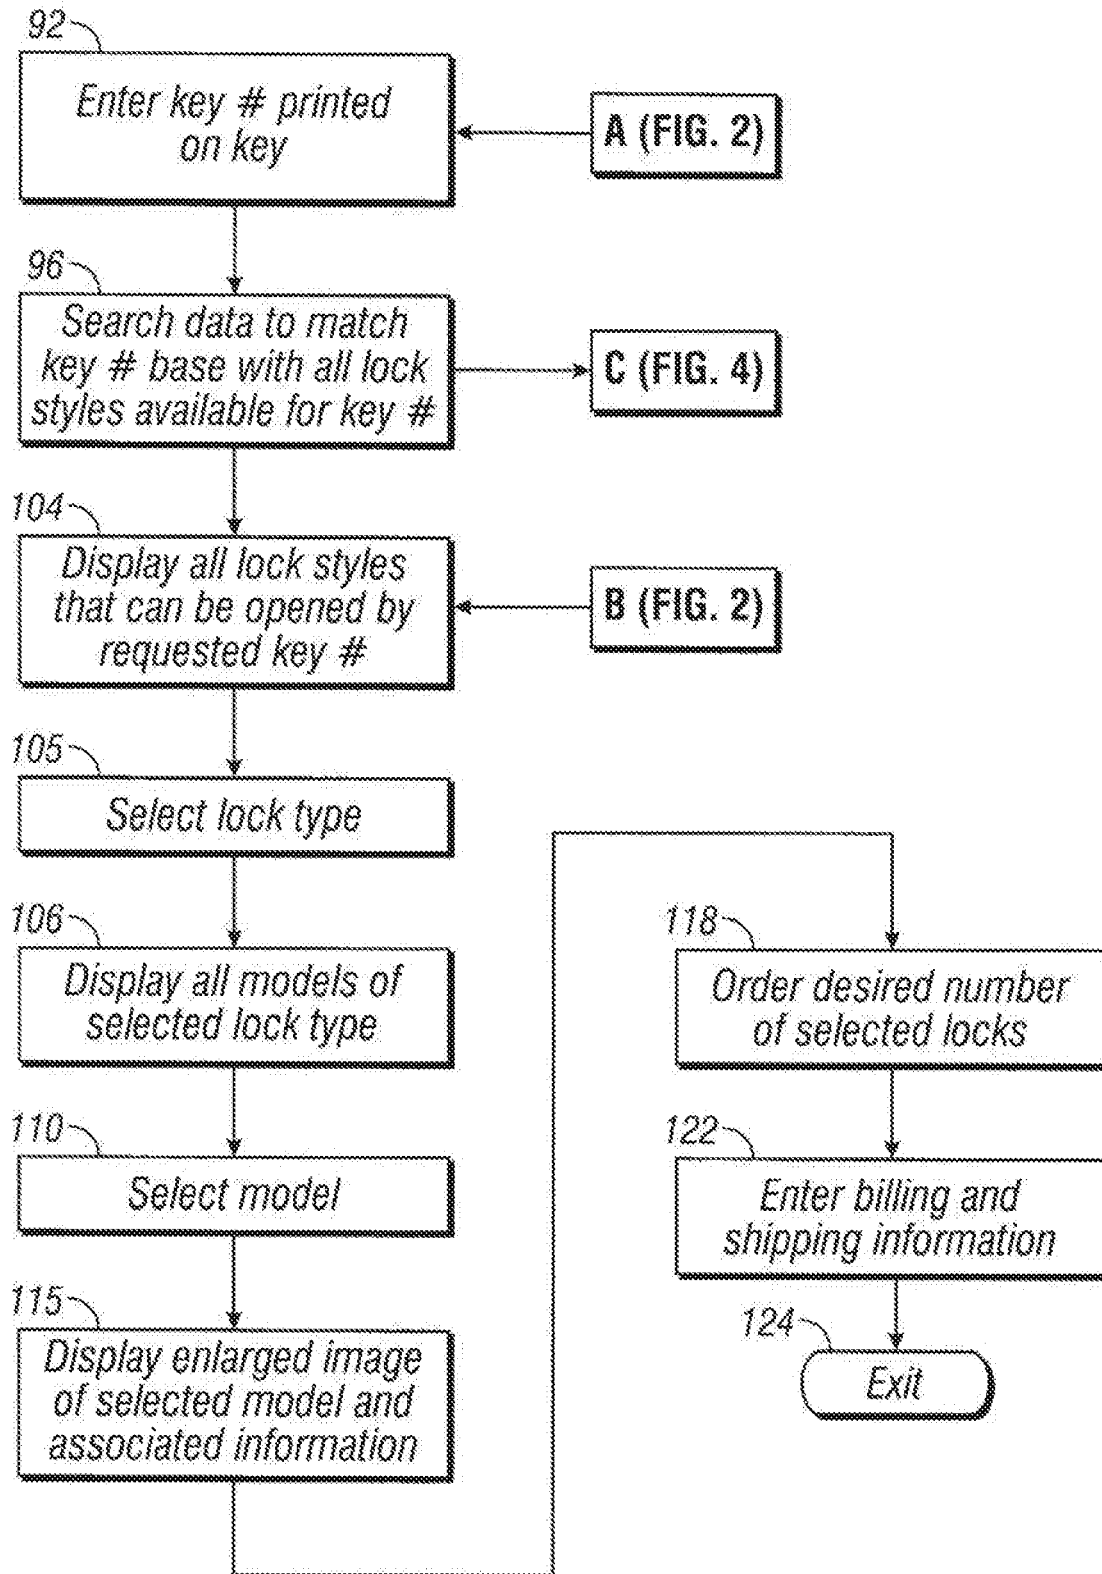 92
Enter key # printed
on key
A (FIG. 2)
96
Search data to match
key # base with all lock
styles available for key #
C (FIG. 4)
104
Display all lock styles
that can be opened by
requested key #
B (FIG. 2)
105
Select lock type
106
Display all models of
selected lock type
110
Select model
115
Display enlarged image
of selected model and
associated information
118
Order desired number
of selected locks
122
Enter billing and
shipping information
124
Exit